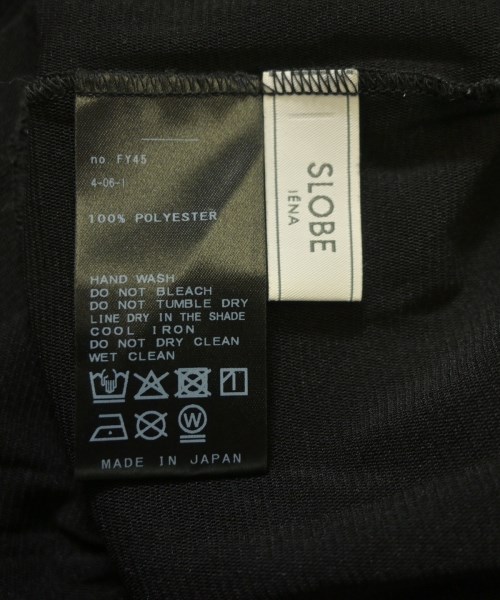 no. FY45
4-06-1
100% POLYESTER
HAND WASH
DO NOT BLEACH
DO NOT TUMBLE DRY
LINE DRY IN THE SHADE
COOL IRON
DO NOT DRY CLEAN
WET CLEAN
W
MADE IN JAPAN
SLOBE
IÉNA